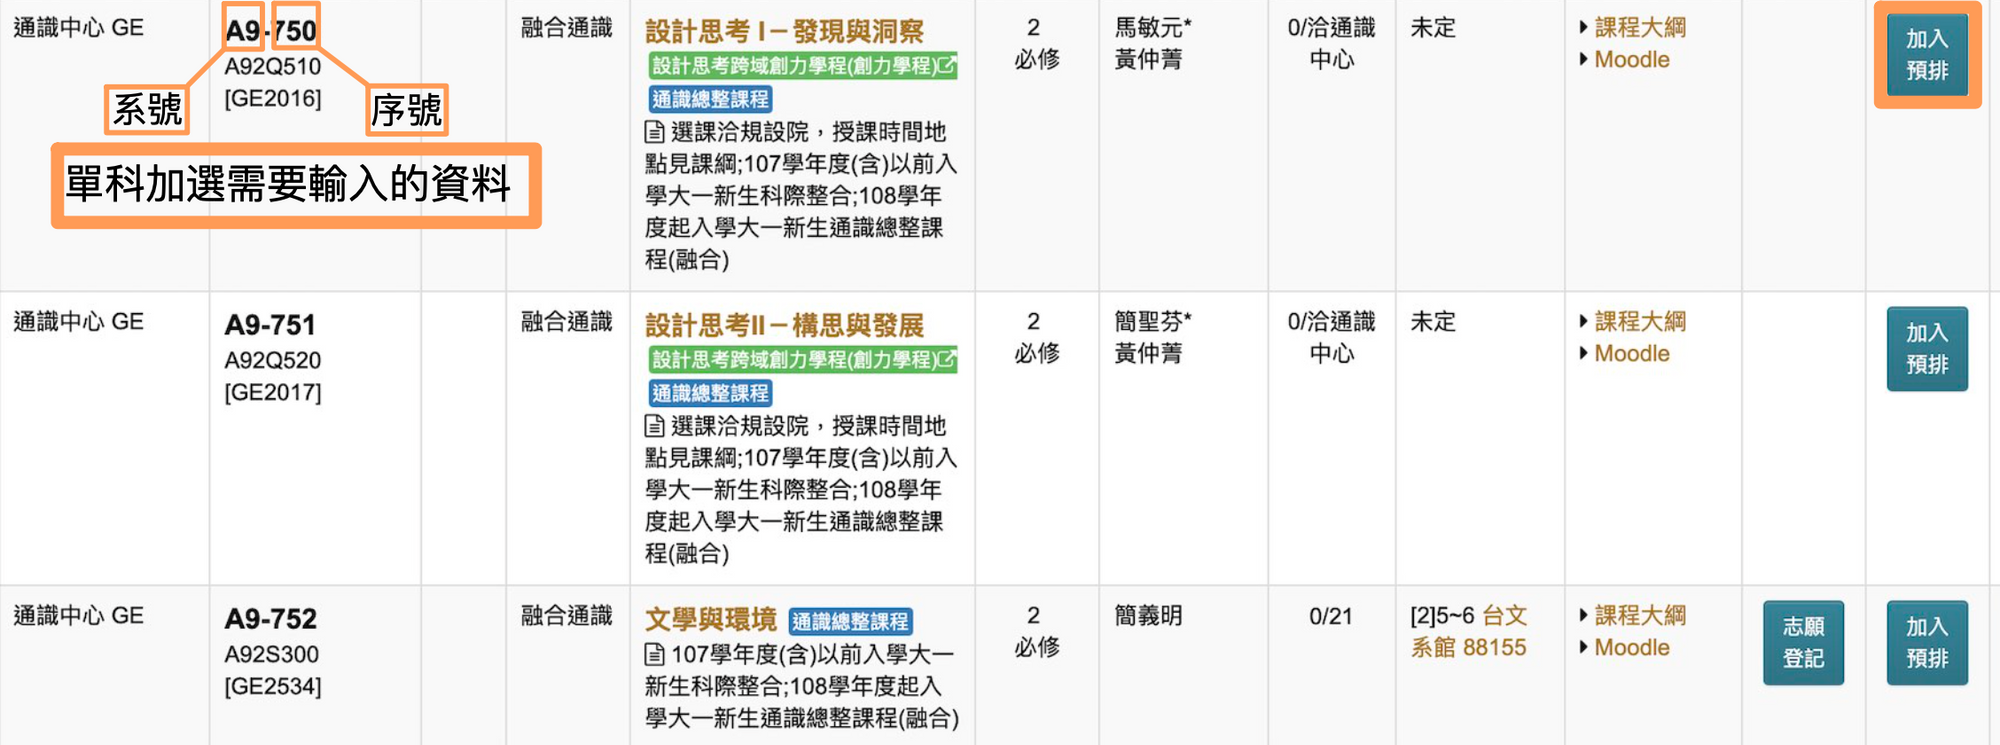 通識中心 GE
A9-750
A92Q510
[GE2016]
系號
序號
單科加選需要輸入的資料
融合通識
設計思考 I－發現與洞察
設計思考跨域創力學程(創力學程)
通識總整課程
選課洽規設院，授課時間地
點見課綱;107學年度(含)以前入
學大一新生科際整合;108學年
度起入學大一新生通識總整課
程(融合)
2
必修
馬敏元*
黃仲菁
0/洽通識
中心
未定
課程大綱
Moodle
加入
預排
通識中心 GE
A9-751
A92Q520
[GE2017]
融合通識
設計思考II－構思與發展
設計思考跨域創力學程(創力學程)
通識總整課程
選課洽規設院，授課時間地
點見課綱;107學年度(含)以前入
學大一新生科際整合;108學年
度起入學大一新生通識總整課
程(融合)
2
必修
簡聖芬*
黃仲菁
0/洽通識
中心
未定
課程大綱
Moodle
加入
預排
通識中心 GE
A9-752
A92S300
[GE2534]
融合通識
文學與環境 通識總整課程
107學年度(含)以前入學大一
新生科際整合;108學年度起入
學大一新生通識總整課程(融合)
2
必修
簡義明
0/21
[2]5~6 台文
系館 88155
課程大綱
Moodle
志願
登記
加入
預排